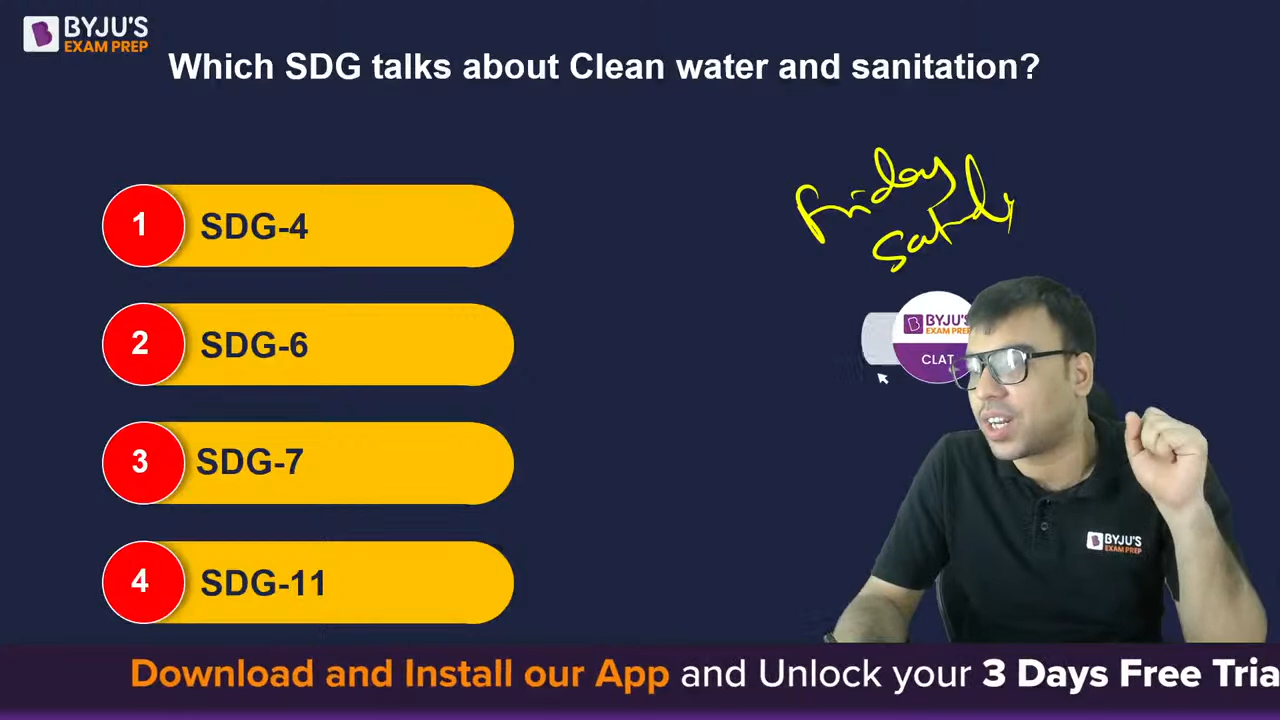 BYJU'S
EXAM PREP
Which SDG talks about Clean water and sanitation?
Friday
1
SDG-4
2
SDG-6
BYJU'S
EXAM PREP
CLAT
3
SDG-7
BYJU'S
EXAM PREP
4
SDG-11
Download and Install our App and Unlock your 3 Days Free Tria